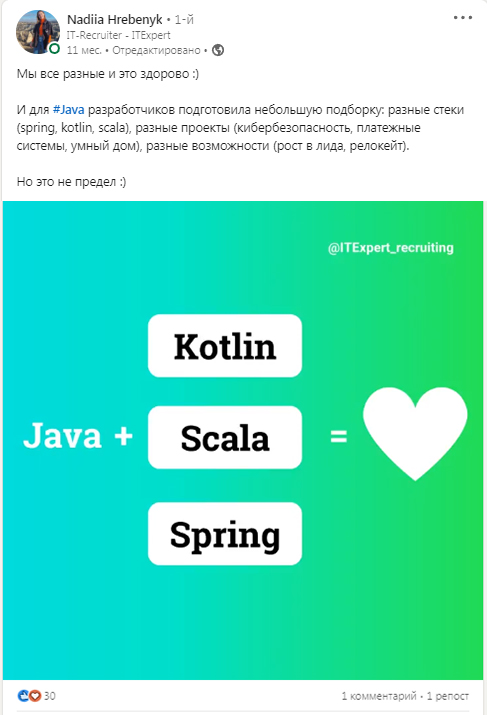 Nadiia Hrebenyk • 1-й
IT-Recruiter - ITExpert
11 мес. • Отредактировано •
Мы все разные и это здорово :)
И для #Java разработчиков подготовила небольшую подборку: разные стеки
(spring, kotlin, scala), разные проекты (кибербезопасность, платежные
системы, умный дом), разные возможности (рост в лида, релокейт).
Но это не предел :)
@ITExpert_recruiting
Kotlin
Java + Scala =
Spring
30
1 комментарий • 1 репост